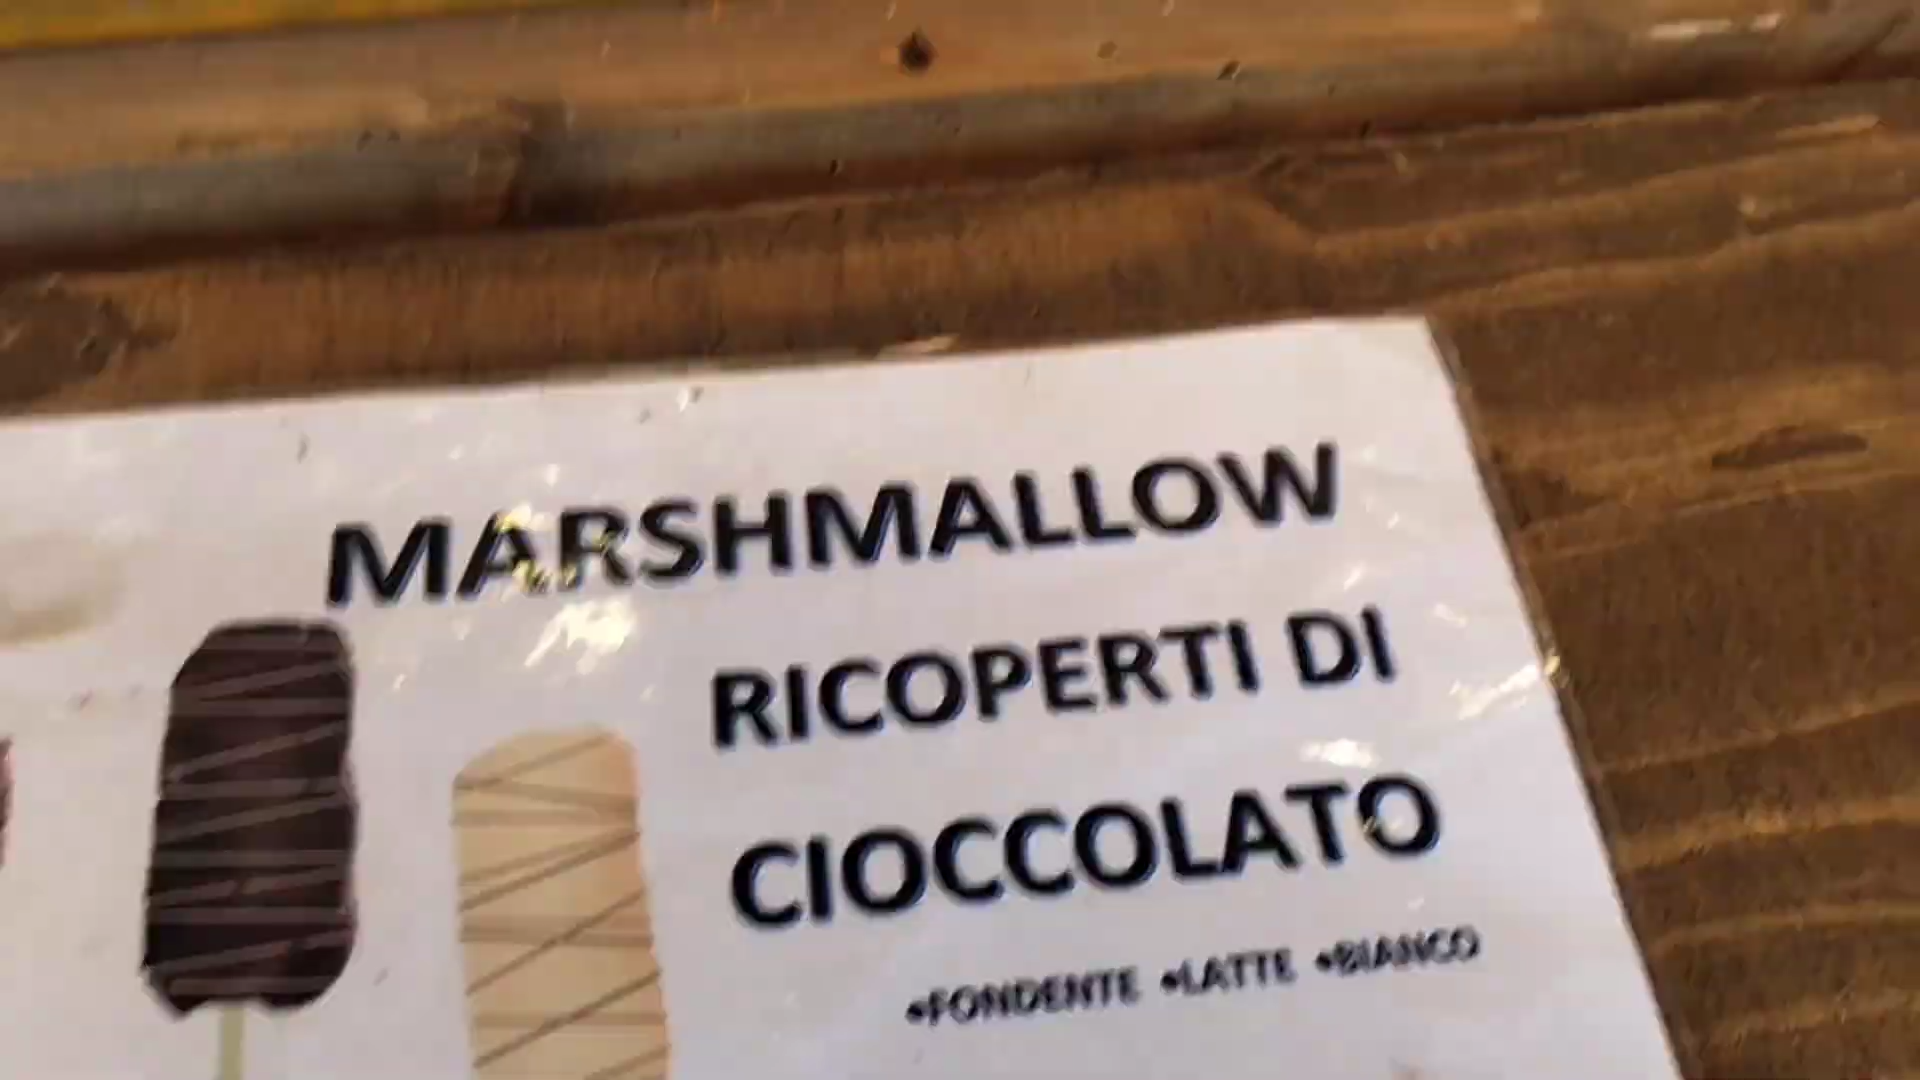 MARSHMALLOW
RICOPERTI DI
CIOCCOLATO
•FONDENTE •LATTE •BIANCO